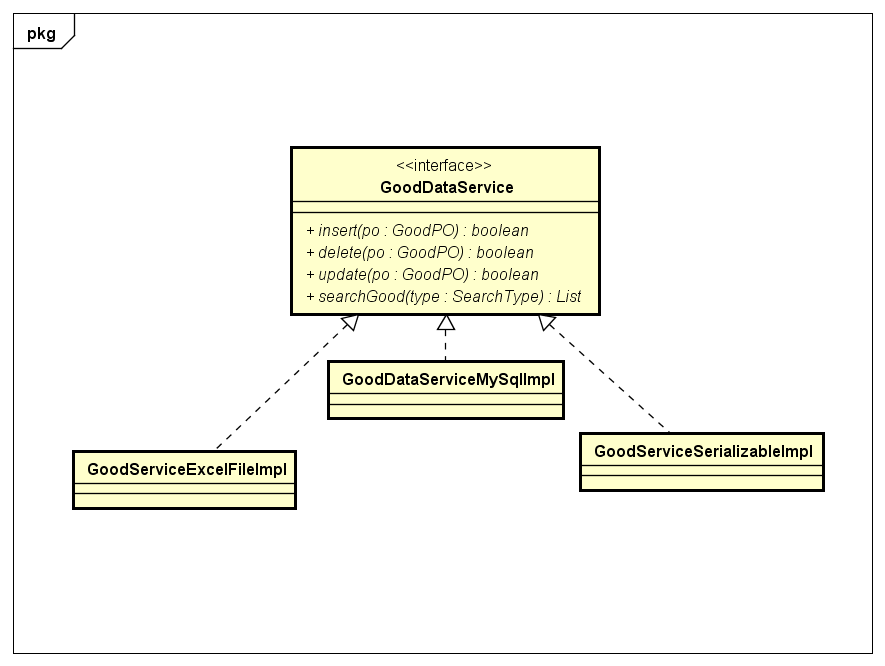 pkg
<<interface>>
GoodDataService
+ insert(po : GoodPO) : boolean
+ delete(po : GoodPO) : boolean
+ update(po : GoodPO) : boolean
+ searchGood(type : SearchType) : List
GoodDataServiceMySqlImpl
GoodServiceExcelFileImpl
GoodServiceSerializableImpl